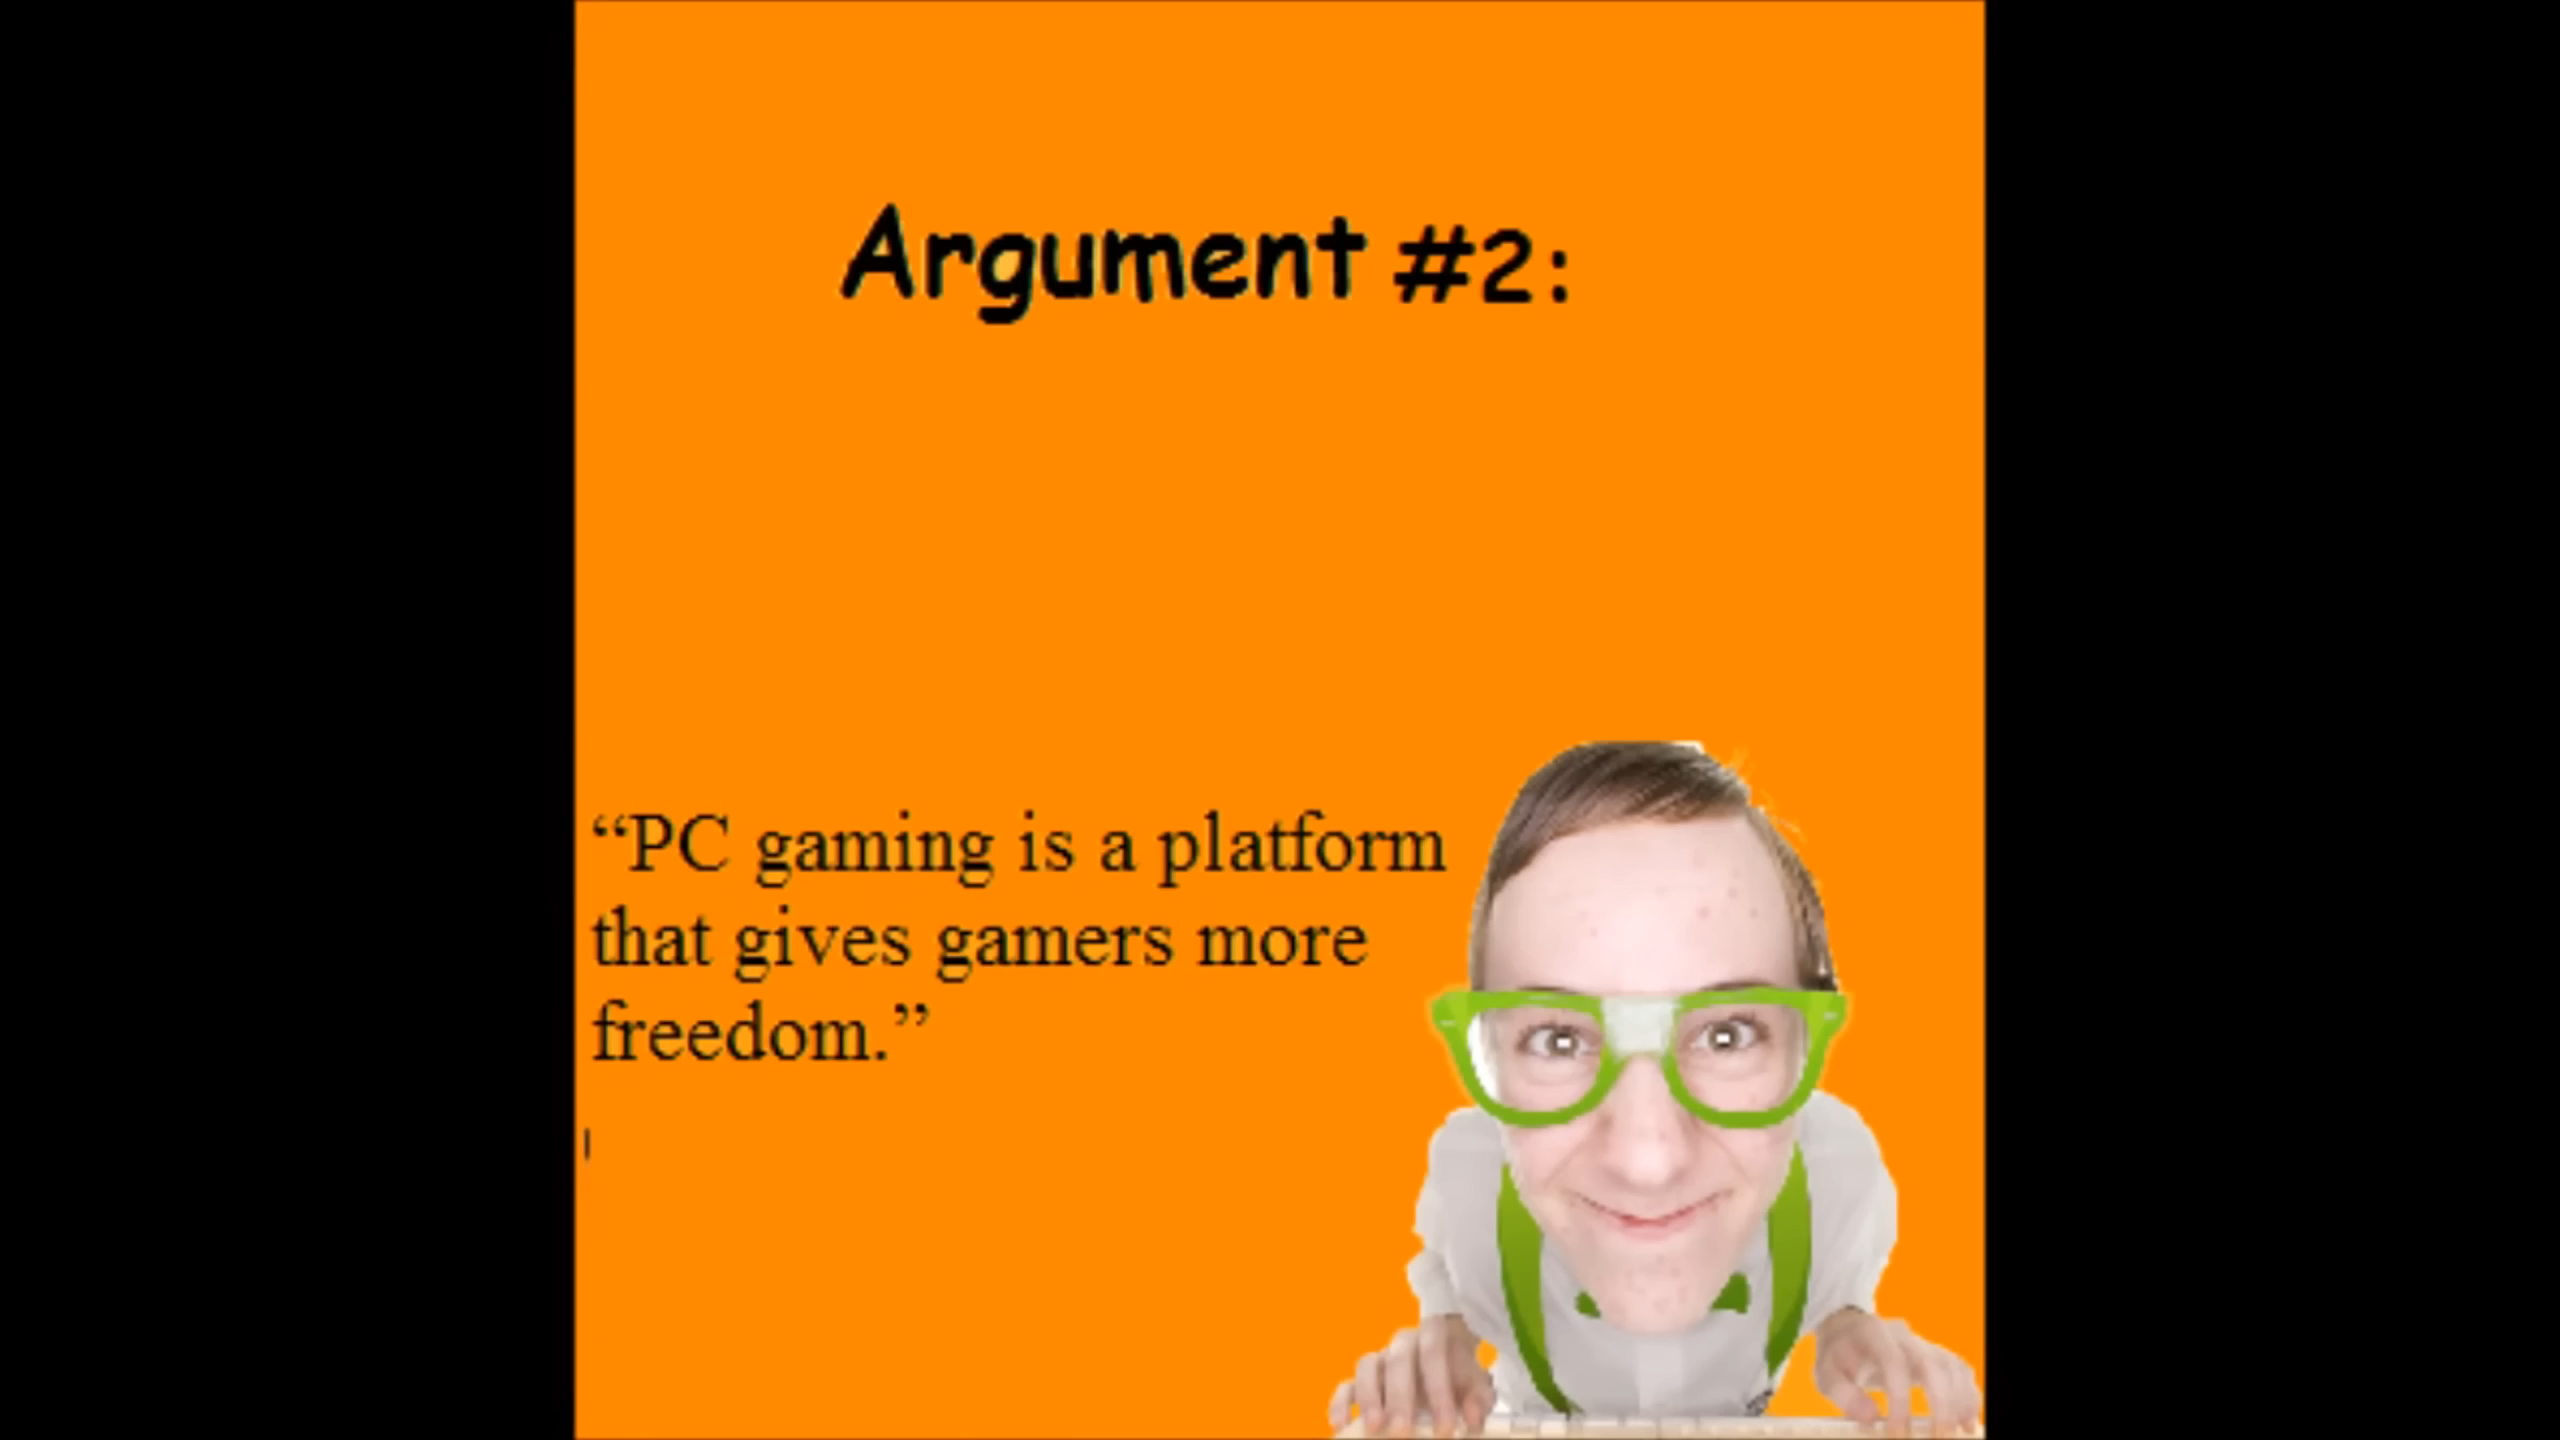 Argument #2:
“PC gaming is a platform
that gives gamers more
freedom.”